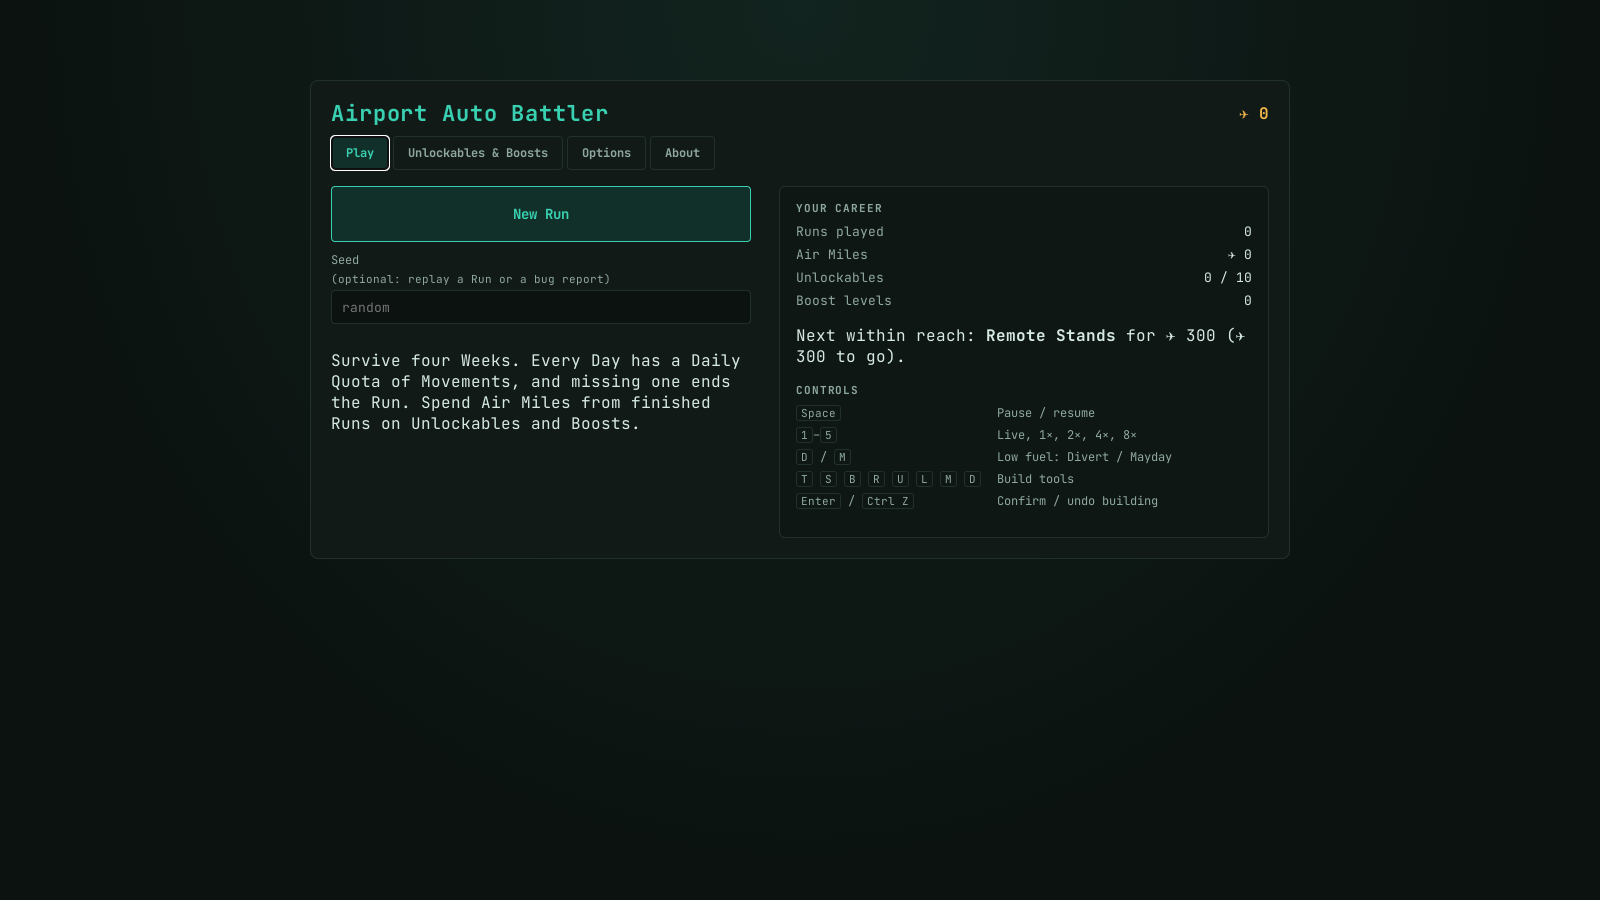 Airport Auto Battler
✈ 0
Play
Unlockables & Boosts
Options
About
New Run
Seed
(optional: replay a Run or a bug report)
random
Survive four Weeks. Every Day has a Daily
Quota of Movements, and missing one ends
the Run. Spend Air Miles from finished
Runs on Unlockables and Boosts.
YOUR CAREER
Runs played 0
Air Miles ✈ 0
Unlockables 0 / 10
Boost levels 0
Next within reach: Remote Stands for ✈ 300 (✈
300 to go).
CONTROLS
Space Pause / resume
1–5 Live, 1×, 2×, 4×, 8×
D / M Low fuel: Divert / Mayday
T S B R U L M D Build tools
Enter / Ctrl Z Confirm / undo building